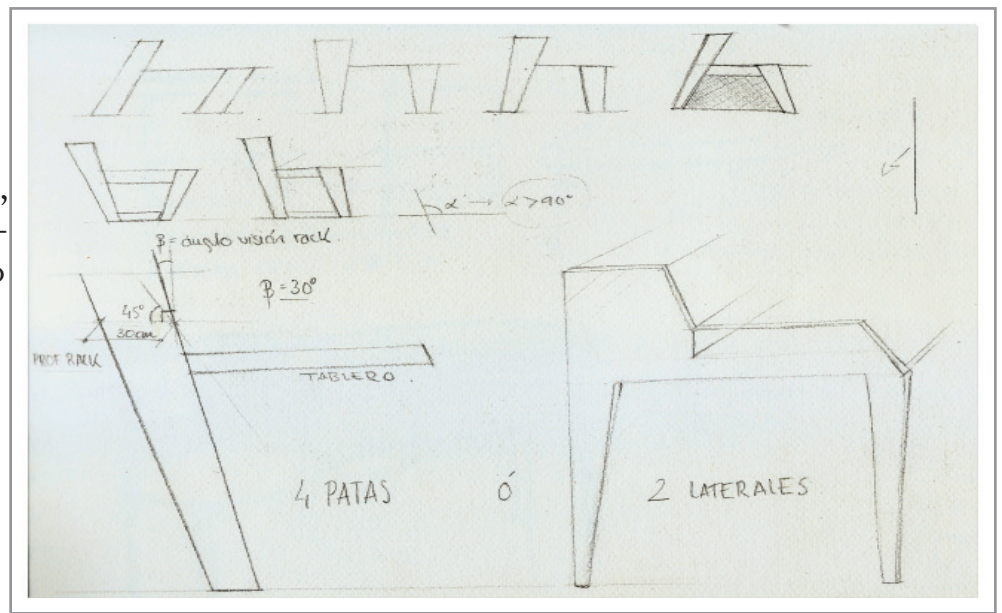 α → α > 90°
β = ángulo visión rack.
β = 30°
45°
30cm
PROF RACK
TABLERO.
4 PATAS Ó 2 LATERALES